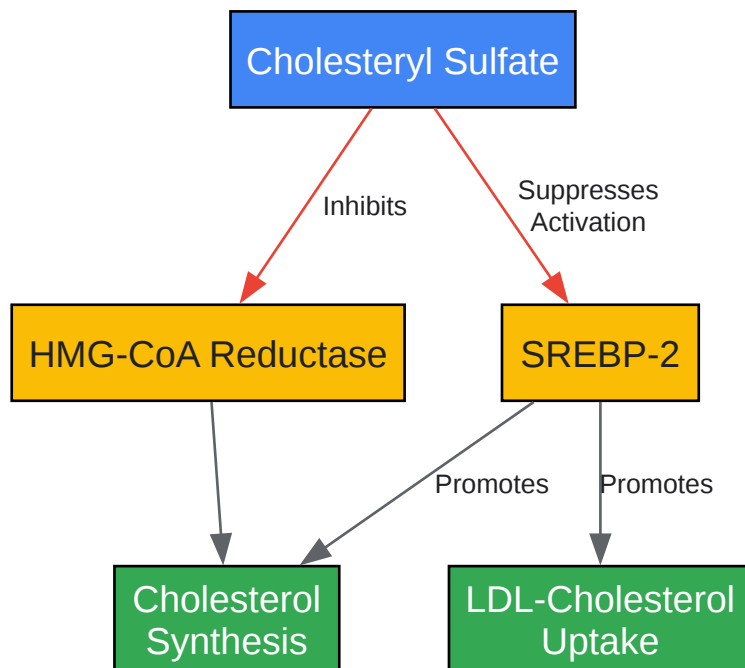 Cholesteryl Sulfate
Inhibits
Suppresses
Activation
HMG-CoA Reductase
SREBP-2
Promotes
Promotes
Cholesterol
Synthesis
LDL-Cholesterol
Uptake